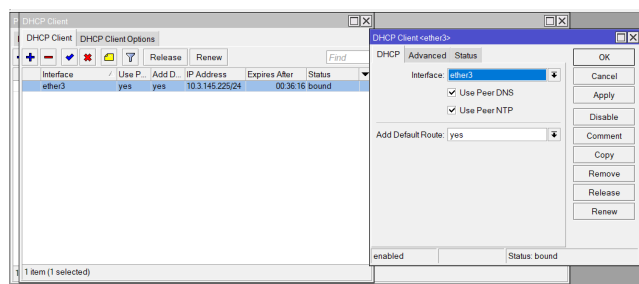 DHCP Client
DHCP Client DHCP Client Options
Release Renew Find
Interface Use P... Add D... IP Address Expires After Status
ether3 yes yes 10.3.145.225/24 00:36:16 bound
1 item (1 selected)
DHCP Client <ether3>
DHCP Advanced Status
Interface: ether3
Use Peer DNS
Use Peer NTP
Add Default Route: yes
OK
Cancel
Apply
Disable
Comment
Copy
Remove
Release
Renew
enabled Status: bound